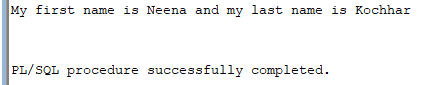 My first name is Neena and my last name is Kochhar
PL/SQL procedure successfully completed.